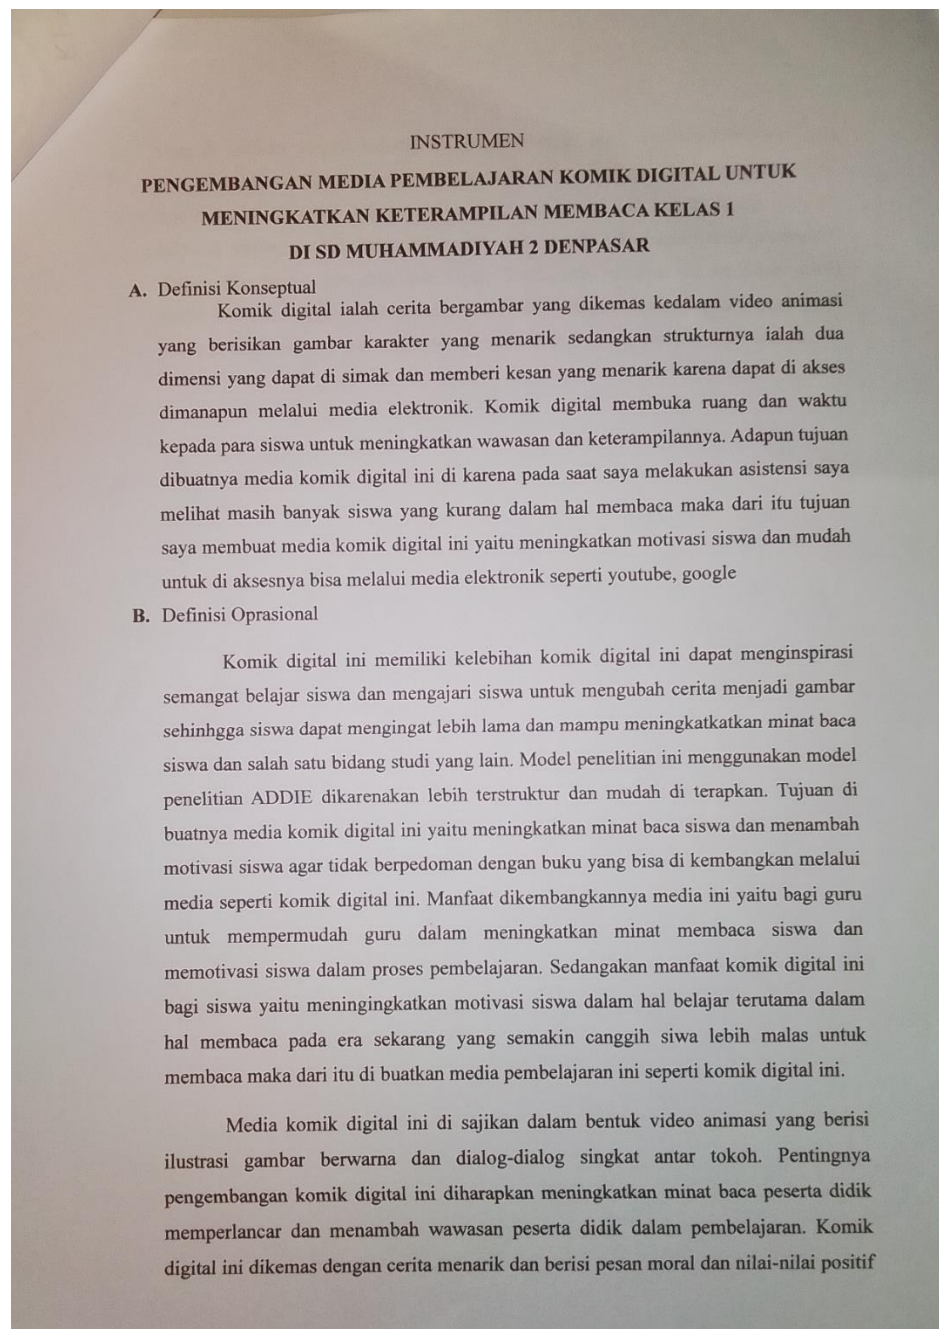 INSTRUMEN
PENGEMBANGAN MEDIA PEMBELAJARAN KOMIK DIGITAL UNTUK
MENINGKATKAN KETERAMPILAN MEMBACA KELAS 1
DI SD MUHAMMADIYAH 2 DENPASAR
A. Definisi Konseptual
Komik digital ialah cerita bergambar yang dikemas kedalam video animasi
yang berisikan gambar karakter yang menarik sedangkan strukturnya ialah dua
dimensi yang dapat di simak dan memberi kesan yang menarik karena dapat di akses
dimanapun melalui media elektronik. Komik digital membuka ruang dan waktu
kepada para siswa untuk meningkatkan wawasan dan keterampilannya. Adapun tujuan
dibuatnya media komik digital ini di karena pada saat saya melakukan asistensi saya
melihat masih banyak siswa yang kurang dalam hal membaca maka dari itu tujuan
saya membuat media komik digital ini yaitu meningkatkan motivasi siswa dan mudah
untuk di aksesnya bisa melalui media elektronik seperti youtube, google
B. Definisi Oprasional
Komik digital ini memiliki kelebihan komik digital ini dapat menginspirasi
semangat belajar siswa dan mengajari siswa untuk mengubah cerita menjadi gambar
sehinhgga siswa dapat mengingat lebih lama dan mampu meningkatkatkan minat baca
siswa dan salah satu bidang studi yang lain. Model penelitian ini menggunakan model
penelitian ADDIE dikarenakan lebih terstruktur dan mudah di terapkan. Tujuan di
buatnya media komik digital ini yaitu meningkatkan minat baca siswa dan menambah
motivasi siswa agar tidak berpedoman dengan buku yang bisa di kembangkan melalui
media seperti komik digital ini. Manfaat dikembangkannya media ini yaitu bagi guru
untuk mempermudah guru dalam meningkatkan minat membaca siswa dan
memotivasi siswa dalam proses pembelajaran. Sedangakan manfaat komik digital ini
bagi siswa yaitu meningingkatkan motivasi siswa dalam hal belajar terutama dalam
hal membaca pada era sekarang yang semakin canggih siwa lebih malas untuk
membaca maka dari itu di buatkan media pembelajaran ini seperti komik digital ini.
Media komik digital ini di sajikan dalam bentuk video animasi yang berisi
ilustrasi gambar berwarna dan dialog-dialog singkat antar tokoh. Pentingnya
pengembangan komik digital ini diharapkan meningkatkan minat baca peserta didik
memperlancar dan menambah wawasan peserta didik dalam pembelajaran. Komik
digital ini dikemas dengan cerita menarik dan berisi pesan moral dan nilai-nilai positif